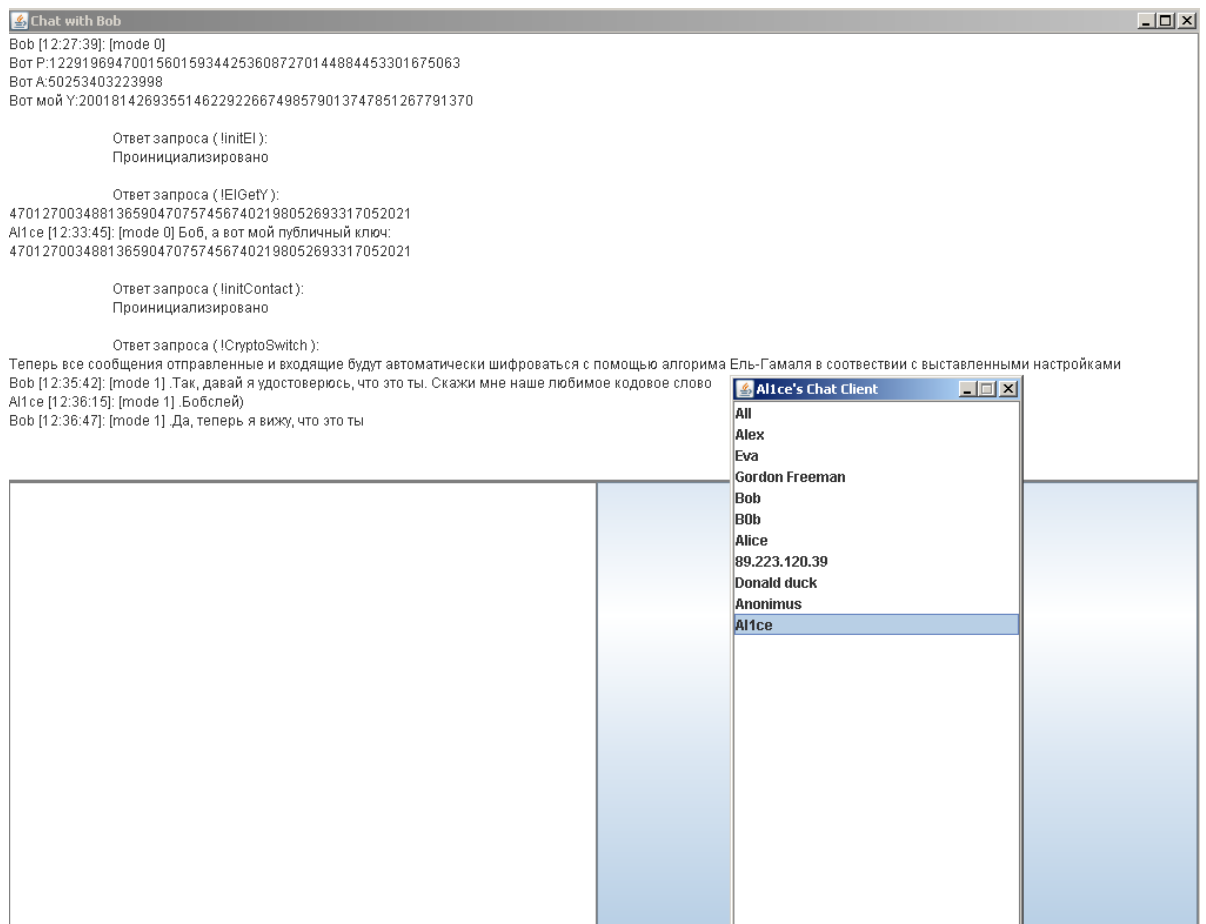 Chat with Bob
Bob [12:27:39]: [mode 0]
Вот P:12291969470015601593442536087270144884453301675063
Вот A:50253403223998
Вот мой Y:200181426935514622922667498579013747851267791370
Ответ запроса ( !initEl ):
Проинициализировано
Ответ запроса ( !ElGetY ):
4701270034881365904707574567402198052693317052021
Al1ce [12:33:45]: [mode 0] Боб, а вот мой публичный ключ:
4701270034881365904707574567402198052693317052021
Ответ запроса ( !initContact ):
Проинициализировано
Ответ запроса ( !CryptoSwitch ):
Теперь все сообщения отправленные и входящие будут автоматически шифроваться с помощью алгорима Ель-Гамаля в соотвествии с выставленными настройками
Bob [12:35:42]: [mode 1] .Так, давай я удостоверюсь, что это ты. Скажи мне наше любимое кодовое слово
Al1ce [12:36:15]: [mode 1] .Бобслей)
Bob [12:36:47]: [mode 1] .Да, теперь я вижу, что это ты
Al1ce's Chat Client
All
Alex
Eva
Gordon Freeman
Bob
B0b
Alice
89.223.120.39
Donald duck
Anonimus
Al1ce